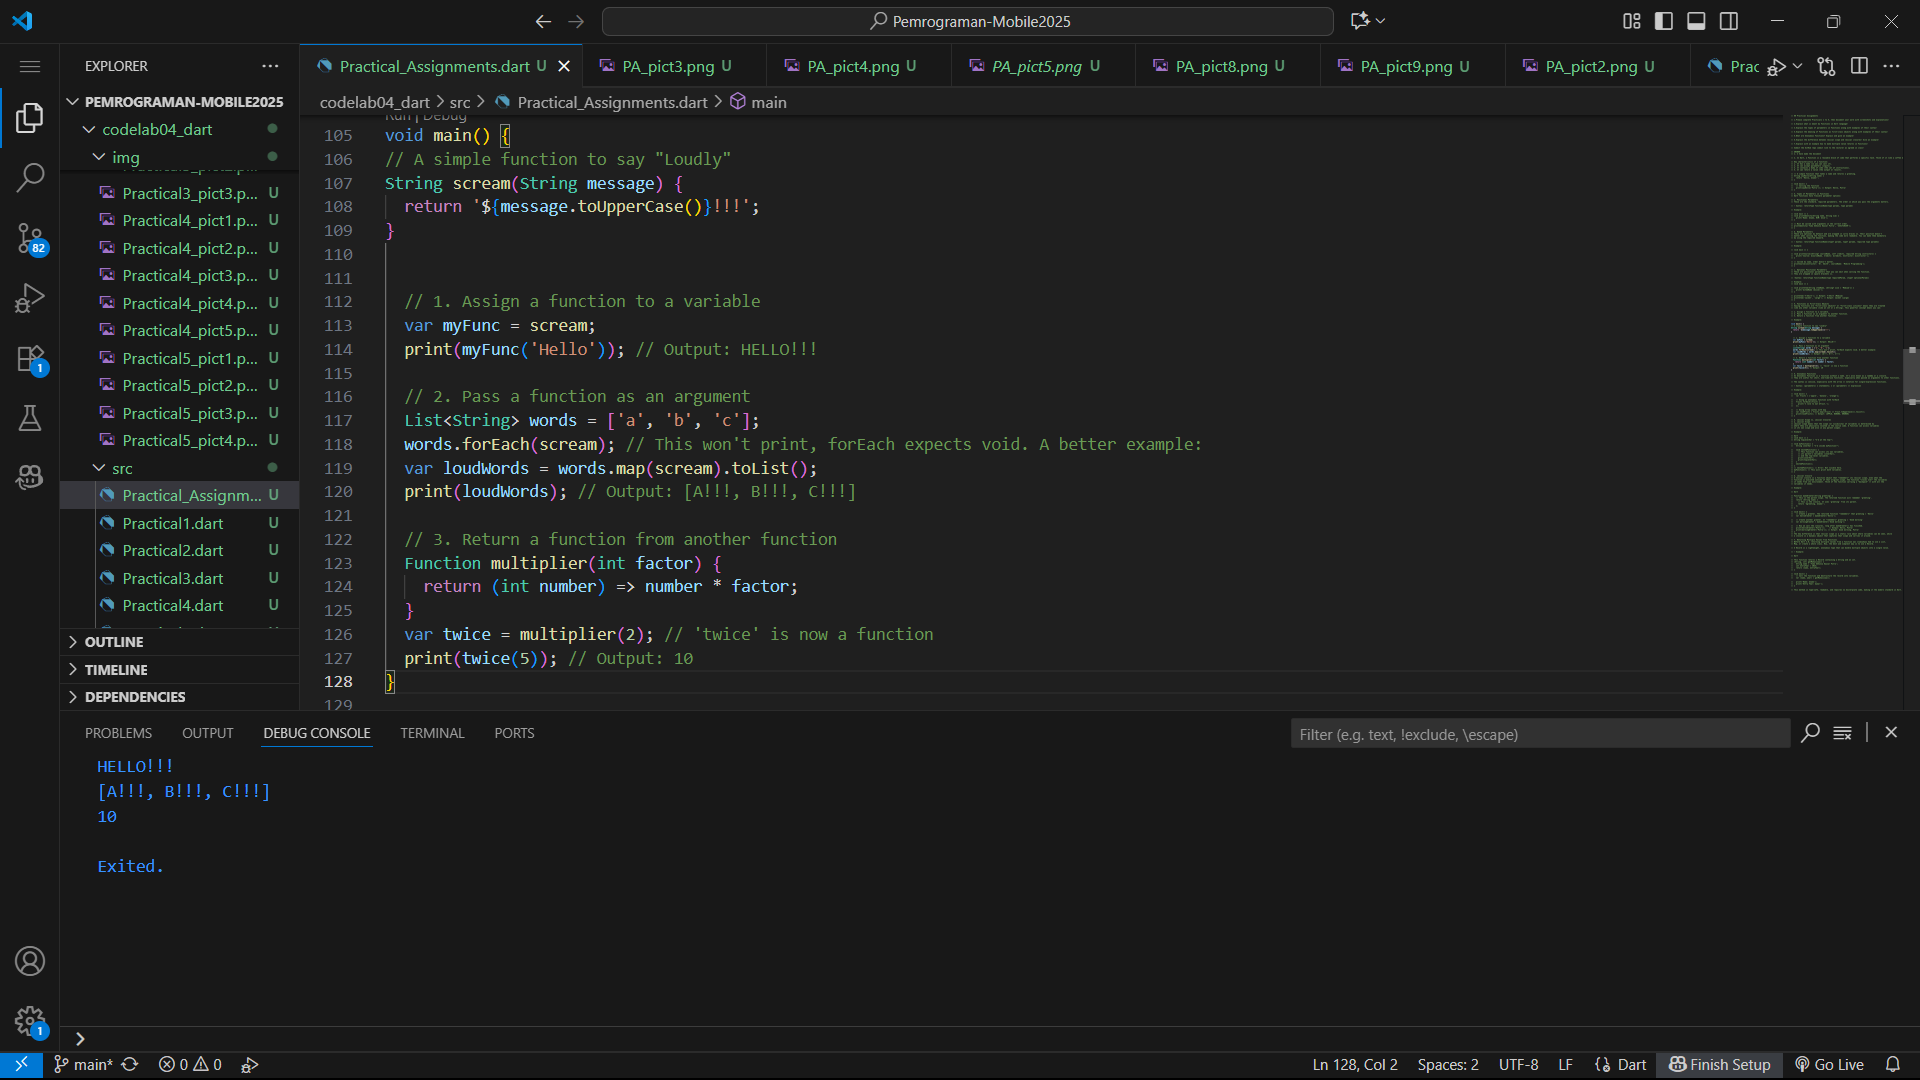 Pemrograman-Mobile2025
EXPLORER
PEMROGRAMAN-MOBILE2025
codelab04_dart
img
Practical3_pict3.p... U
Practical4_pict1.p... U
Practical4_pict2.p... U
Practical4_pict3.p... U
Practical4_pict4.p... U
Practical4_pict5.p... U
Practical5_pict1.p... U
Practical5_pict2.p... U
Practical5_pict3.p... U
Practical5_pict4.p... U
src
Practical_Assignm... U
Practical1.dart U
Practical2.dart U
Practical3.dart U
Practical4.dart U
OUTLINE
TIMELINE
DEPENDENCIES
82
1
1
Practical_Assignments.dart U
PA_pict3.png U
PA_pict4.png U
PA_pict5.png U
PA_pict8.png U
PA_pict9.png U
PA_pict2.png U
Prac
codelab04_dart > src > Practical_Assignments.dart > main
Run | Debug
105 void main() {
106 // A simple function to say "Loudly"
107 String scream(String message) {
108 return '${message.toUpperCase()}!!!';
109 }
110
111
112 // 1. Assign a function to a variable
113 var myFunc = scream;
114 print(myFunc('Hello')); // Output: HELLO!!!
115
116 // 2. Pass a function as an argument
117 List<String> words = ['a', 'b', 'c'];
118 words.forEach(scream); // This won't print, forEach expects void. A better example:
119 var loudWords = words.map(scream).toList();
120 print(loudWords); // Output: [A!!!, B!!!, C!!!]
121
122 // 3. Return a function from another function
123 Function multiplier(int factor) {
124 return (int number) => number * factor;
125 }
126 var twice = multiplier(2); // 'twice' is now a function
127 print(twice(5)); // Output: 10
128 }
129
PROBLEMS OUTPUT DEBUG CONSOLE TERMINAL PORTS
Filter (e.g. text, !exclude, \escape)
HELLO!!!
[A!!!, B!!!, C!!!]
10
Exited.
main* 0 0
Ln 128, Col 2 Spaces: 2 UTF-8 LF {} Dart Finish Setup Go Live